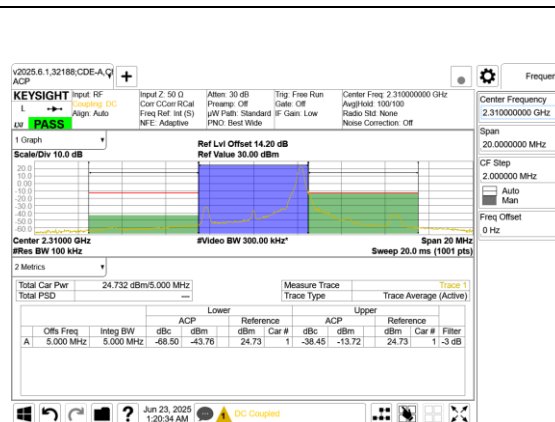 v2025.6.1,32188;CDE-A,
ACP
Frequer
KEYSIGHT
Input: RF
Coupling: DC
Align: Auto
Input Z: 50 Ω
Corr CCorr RCal
Freq Ref: Int (S)
NFE: Adaptive
Atten: 30 dB
Preamp: Off
µW Path: Standard
PNO: Best Wide
Trig: Free Run
Gate: Off
IF Gain: Low
Center Freq: 2.310000000 GHz
Avg|Hold: 100/100
Radio Std: None
Noise Correction: Off
L
LXI PASS
Center Frequency
2.310000000 GHz
Span
20.0000000 MHz
CF Step
2.000000 MHz
Auto
Man
Freq Offset
0 Hz
1 Graph
Scale/Div 10.0 dB
Ref Lvl Offset 14.20 dB
Ref Value 30.00 dBm
20.0
10.0
0.00
-10.0
-20.0
-30.0
-40.0
-50.0
-60.0
Center 2.31000 GHz #Video BW 300.00 kHz* Span 20 MHz
#Res BW 100 kHz Sweep 20.0 ms (1001 pts)
2 Metrics
Total Car Pwr 24.732 dBm/5.000 MHz Measure Trace Trace 1
Total PSD --- Trace Type Trace Average (Active)
Lower Upper
ACP Reference ACP Reference
Offs Freq Integ BW dBc dBm dBm Car # dBc dBm dBm Car # Filter
A 5.000 MHz 5.000 MHz -68.50 -43.76 24.73 1 -38.45 -13.72 24.73 1 -3 dB
Jun 23, 2025
1:20:34 AM
DC Coupled